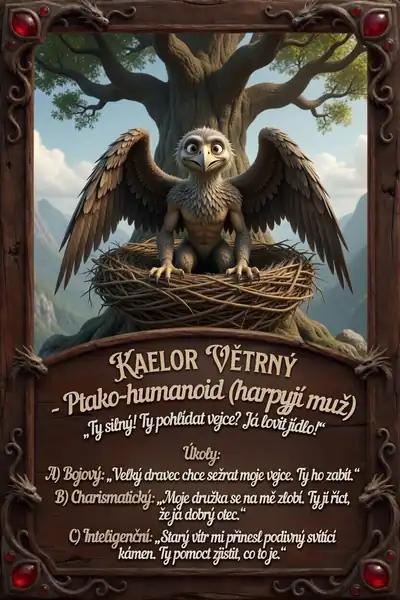 KAELOR VĚTRNÝ
- Ptako-humanoid (harpyjí muž)
„Ty silný! Ty pohlídat vejce? Já lovit jídlo!“
Úkoly:
A) Bojový: „Velký dravec chce sežrat moje vejce. Ty ho zabít.“
B) Charismatický: „Moje družka se na mě zlobí. Ty jí říct,
že já dobrý otec.“
C) Inteligenční: „Starý vítr mi přinesl podivný svítící
kámen. Ty pomoct zjistit, co to je.“